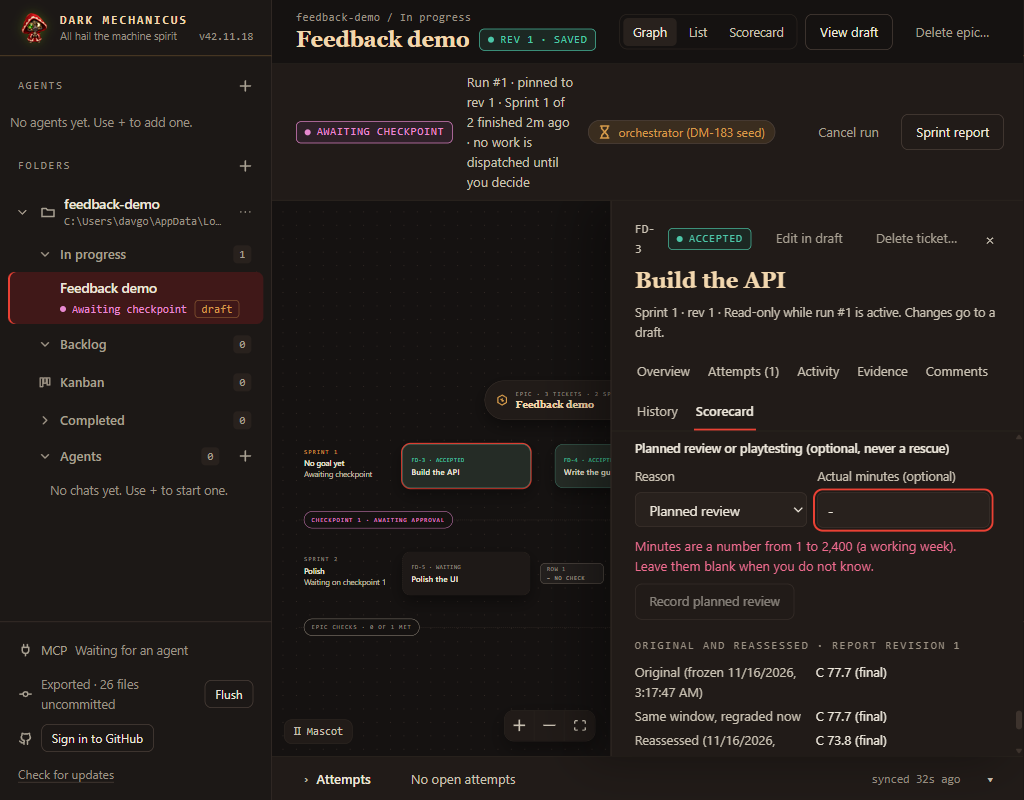 DARK MECHANICUS
All hail the machine spirit v42.11.18
AGENTS
No agents yet. Use + to add one.
FOLDERS
feedback-demo
C:\Users\davgo\AppData\Lo…
In progress 1
Feedback demo
Awaiting checkpoint draft
Backlog 0
Kanban 0
Completed 0
Agents 0
No chats yet. Use + to start one.
MCP Waiting for an agent
Exported · 26 files
uncommitted
Flush
Sign in to GitHub
Check for updates
feedback-demo / In progress
Feedback demo
REV 1 · SAVED
Graph List Scorecard
View draft
Delete epic…
AWAITING CHECKPOINT
Run #1 · pinned to
rev 1 · Sprint 1 of
2 finished 2m ago
· no work is
dispatched until
you decide
orchestrator (DM-183 seed)
Cancel run
Sprint report
EPIC · 3 TICKETS · 2 SP
Feedback demo
SPRINT 1
No goal yet
Awaiting checkpoint
FD-3 · ACCEPTED
Build the API
FD-4 · ACCEPT
Write the gu
CHECKPOINT 1 · AWAITING APPROVAL
SPRINT 2
Polish
Waiting on checkpoint 1
FD-5 · WAITING
Polish the UI
ROW 1
– NO CHECK
EPIC CHECKS · 0 OF 1 MET
Mascot
FD-
3
ACCEPTED
Edit in draft
Delete ticket…
Build the API
Sprint 1 · rev 1 · Read-only while run #1 is active. Changes go to a
draft.
Overview Attempts (1) Activity Evidence Comments
History Scorecard
Planned review or playtesting (optional, never a rescue)
Reason Actual minutes (optional)
Planned review -
Minutes are a number from 1 to 2,400 (a working week).
Leave them blank when you do not know.
Record planned review
ORIGINAL AND REASSESSED · REPORT REVISION 1
Original (frozen 11/16/2026, C 77.7 (final)
3:17:47 AM)
Same window, regraded now C 77.7 (final)
Reassessed (11/16/2026, C 73.8 (final)
Attempts No open attempts synced 32s ago